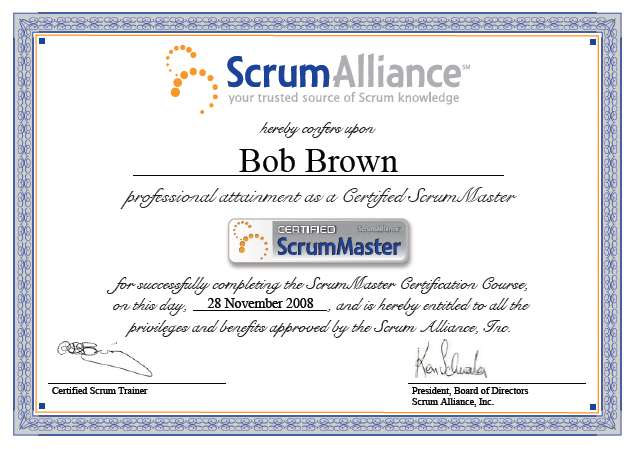 ScrumAlliance℠
your trusted source of Scrum knowledge
hereby confers upon
Bob Brown
professional attainment as a Certified ScrumMaster
CERTIFIED ScrumAlliance
ScrumMaster
for successfully completing the ScrumMaster Certification Course,
on this day, 28 November 2008, and is hereby entitled to all the
privileges and benefits approved by the Scrum Alliance, Inc.
Ken Schwaber
Certified Scrum Trainer President, Board of Directors
Scrum Alliance, Inc.